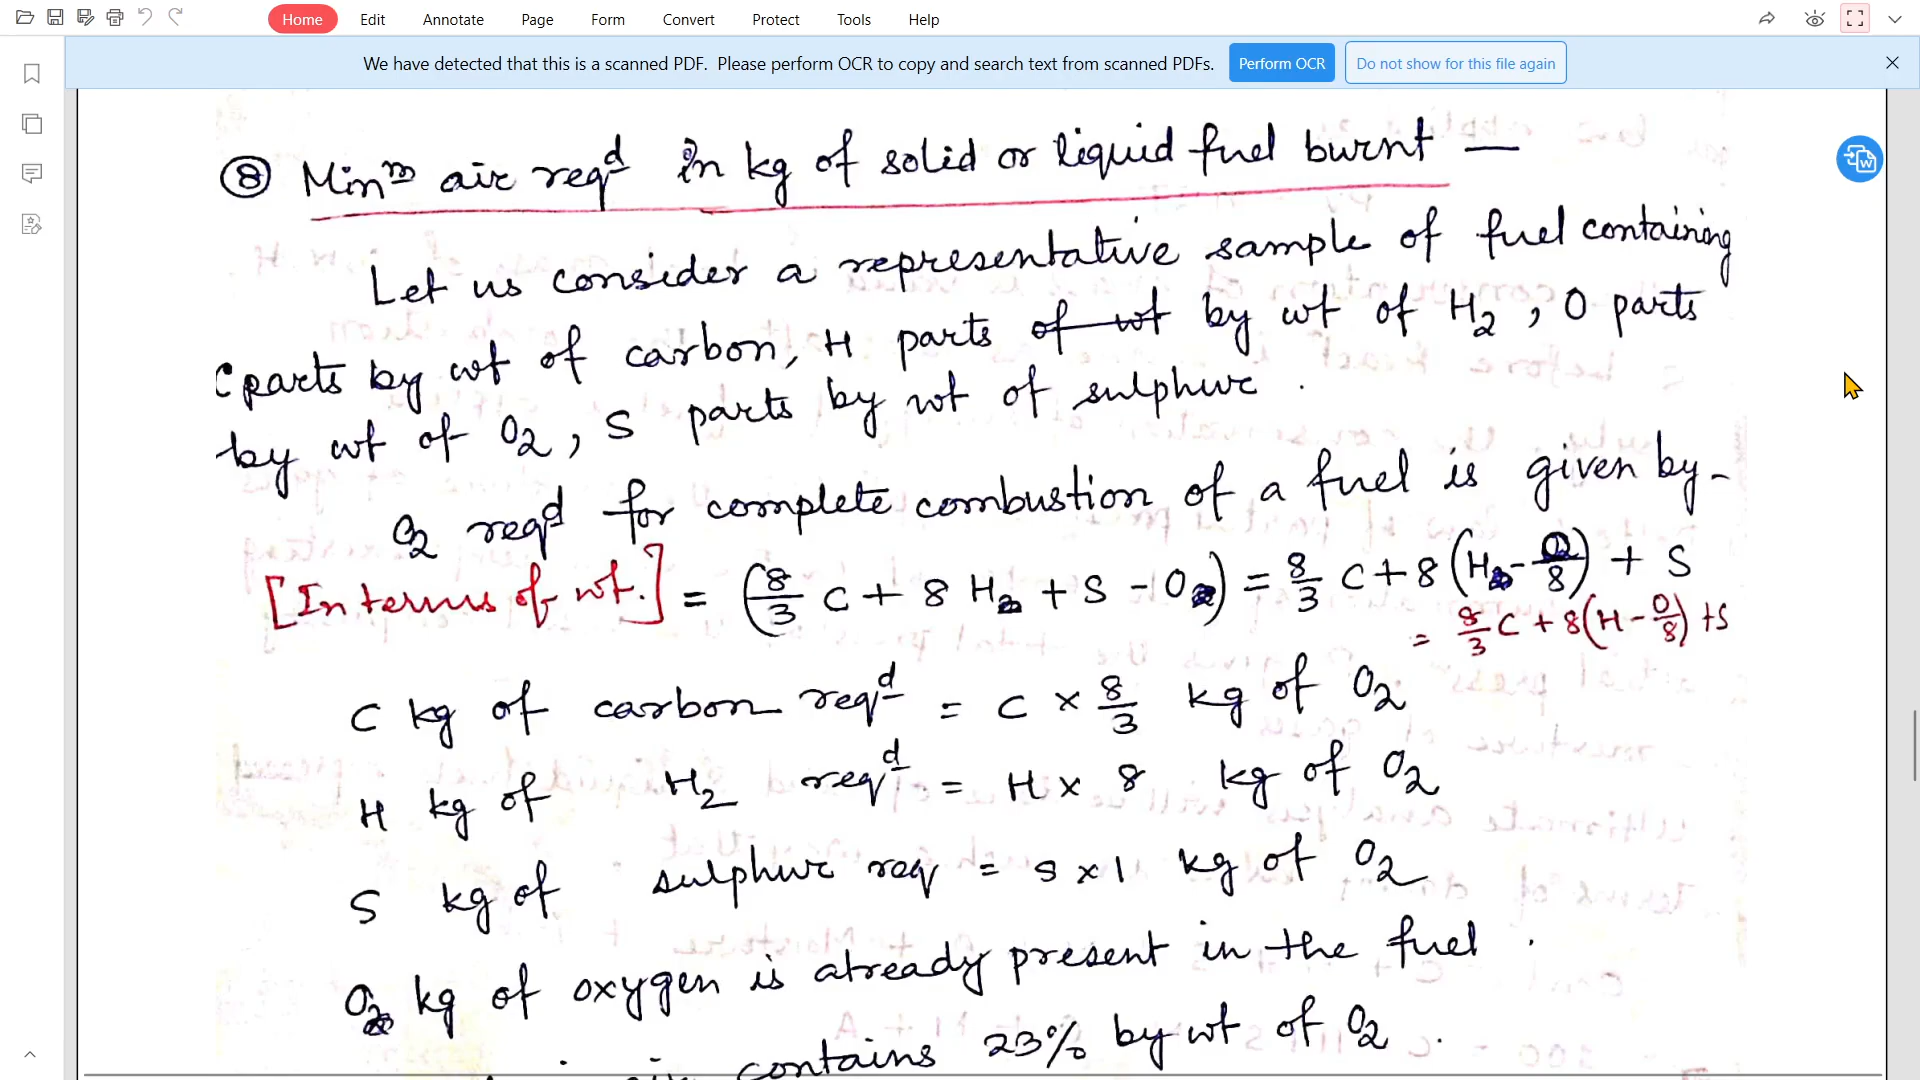 Home Edit Annotate Page Form Convert Protect Tools Help
We have detected that this is a scanned PDF. Please perform OCR to copy and search text from scanned PDFs. Perform OCR Do not show for this file again
⑧ Minᵐ air reqᵈ in kg of solid or liquid fuel burnt —
Let us consider a representative sample of fuel containing
C parts by wt of carbon, H parts of wt by wt of H₂, O parts
by wt of O₂, S parts by wt of sulphur.
O₂ reqᵈ for complete combustion of a fuel is given by-
[In terms of wt.] = (8/3 C + 8 H + S - O) = 8/3 C + 8 (H - O/8) + S
= 8/3 C + 8(H - O/8) + S
C kg of carbon reqᵈ = C × 8/3 kg of O₂
H kg of H₂ reqᵈ = H × 8 kg of O₂
S kg of sulphur req = S × 1 kg of O₂
O kg of oxygen is already present in the fuel.
air contains 23% by wt of O₂.